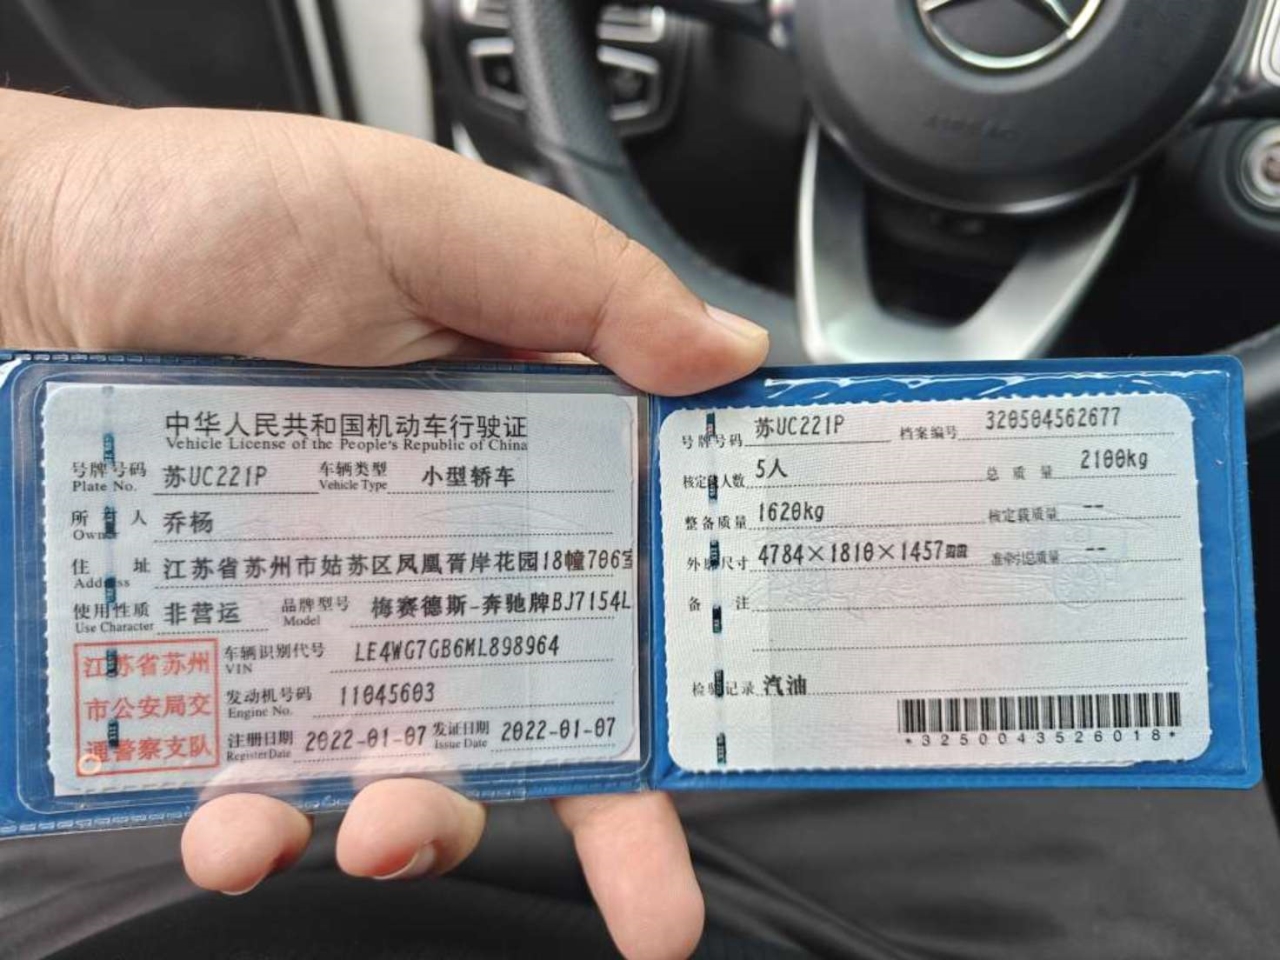 中华人民共和国机动车行驶证
Vehicle License of the People's Republic of China
号牌号码 苏UC221P 车辆类型 小型轿车
Plate No. Vehicle Type
所 人 乔杨
Owner
住 址 江苏省苏州市姑苏区凤凰胥岸花园18幢706室
Address
使用性质 非营运 品牌型号 梅赛德斯-奔驰牌BJ7154L
Use Character Model
江苏省苏州
市公安局交
通警察支队
车辆识别代号 LE4WG7GB6ML898964
VIN
发动机号码 11045603
Engine No.
注册日期 2022-01-07 发证日期 2022-01-07
Register Date Issue Date
号牌号码 苏UC221P 档案编号 320504562677
核定人数 5人 总 质 量 2100kg
整备质量 1620kg 核定载质量 --
外 尺寸 4784×1810×1457mm 准牵引总质量 --
备 注
检 记录 汽油
*3250043526018*